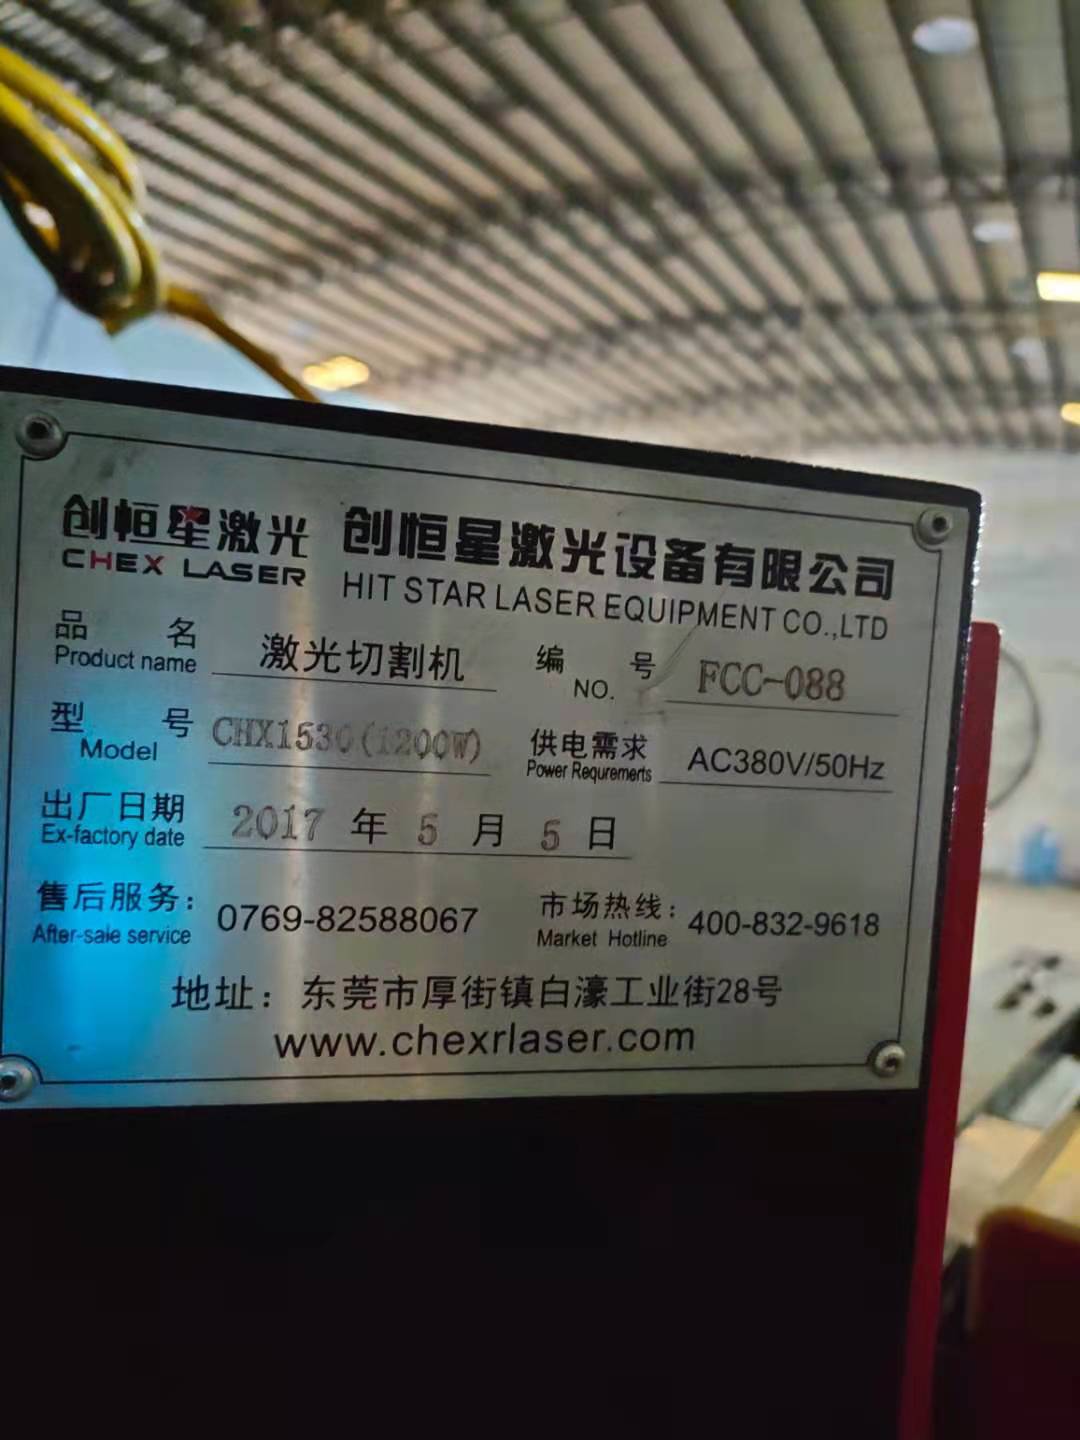 创恒星激光 创恒星激光设备有限公司
CHEX LASER HIT STAR LASER EQUIPMENT CO.,LTD
品 名 激光切割机 编 号 FCC-088
Product name NO.
型 号 CHX1530(1200W) 供电需求 AC380V/50Hz
Model Power Requrements
出厂日期 2017 年 5 月 5 日
Ex-factory date
售后服务: 0769-82588067 市场热线: 400-832-9618
After-sale service Market Hotline
地址: 东莞市厚街镇白濠工业街28号
www.chexrlaser.com